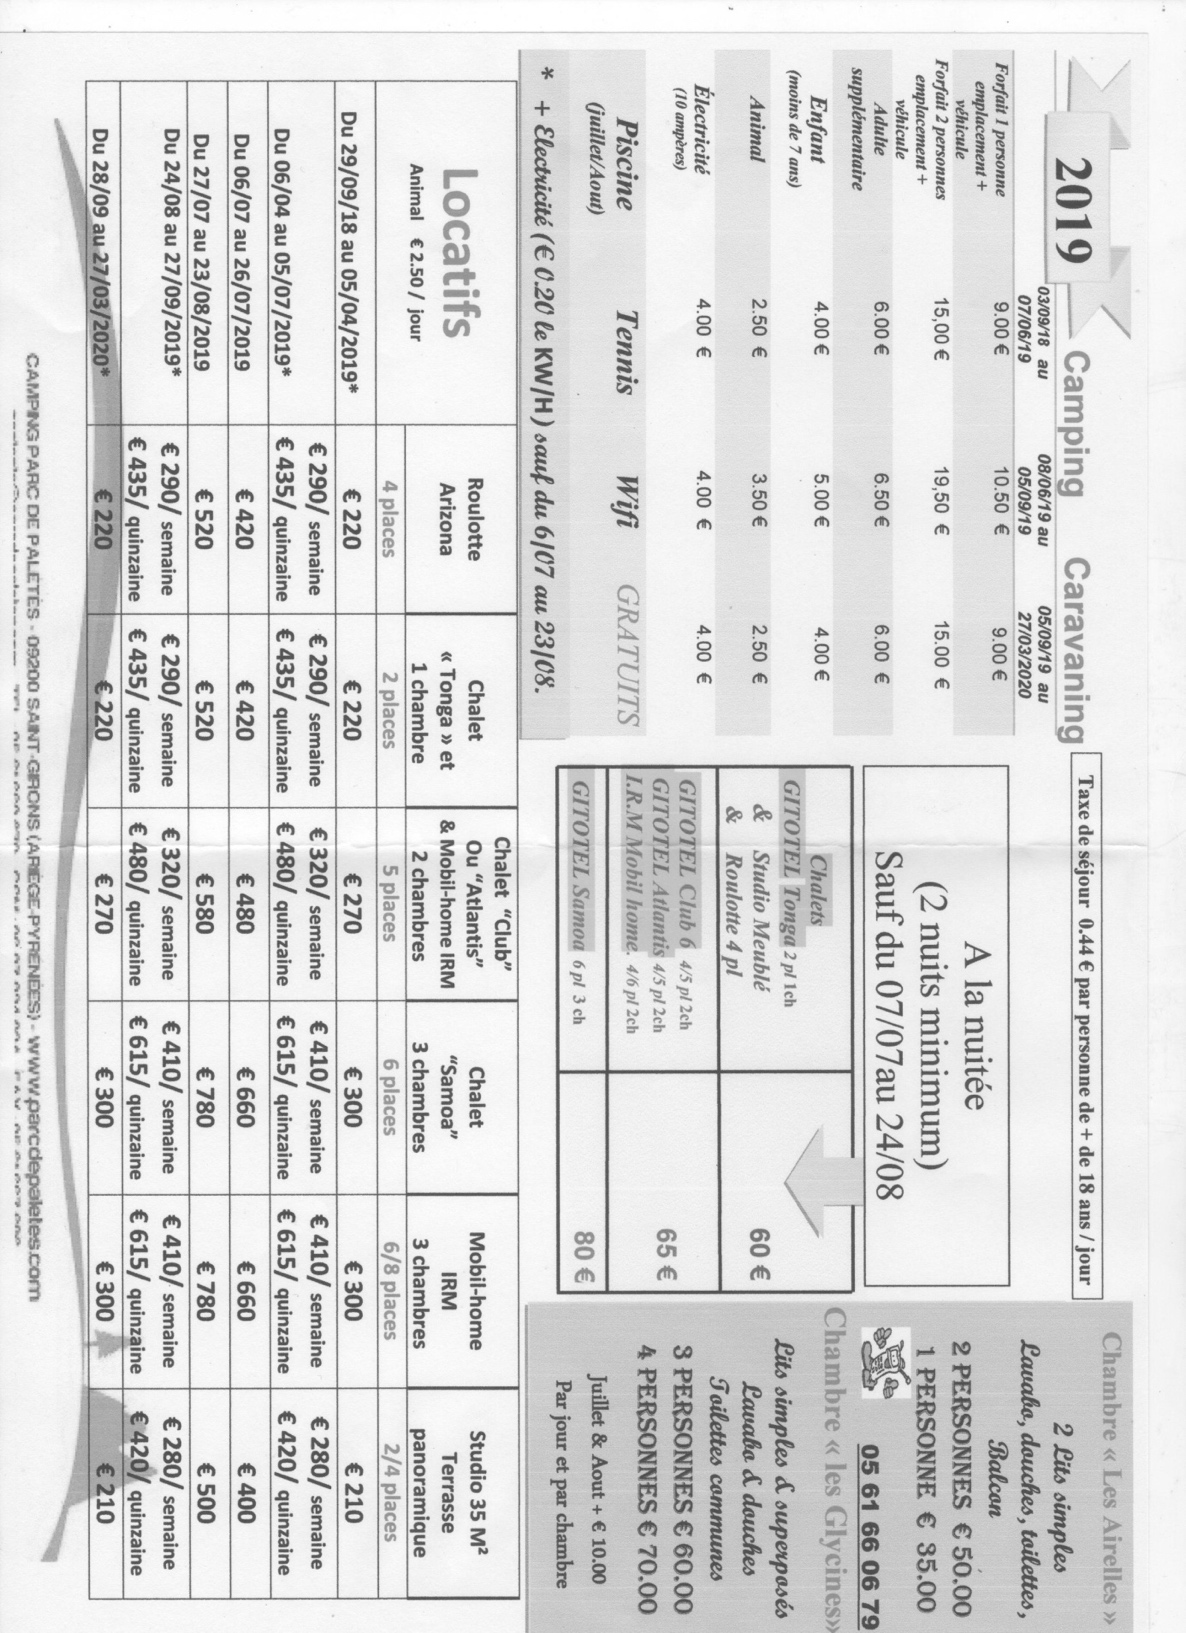 2019
Camping Caravaning
03/09/18 au 07/06/19
08/06/19 au 05/09/19
05/09/19 au 27/03/2020
Forfait 1 personne emplacement + véhicule 9.00 € 10.50 € 9.00 €
Forfait 2 personnes emplacement + véhicule 15,00 € 19,50 € 15.00 €
Adulte supplémentaire 6.00 € 6.50 € 6.00 €
Enfant (moins de 7 ans) 4.00 € 5.00 € 4.00 €
Animal 2.50 € 3.50 € 2.50 €
Électricité (10 ampères) 4.00 € 4.00 € 4.00 €
Piscine Tennis Wifi GRATUITS
(juillet/Aout)
* + Electricité (€ 0.20 le KW/H) sauf du 6/07 au 23/08.
Taxe de séjour 0.44 € par personne de + de 18 ans / jour
A la nuitée
(2 nuits minimum)
Sauf du 07/07au 24/08
Chalets
GITOTEL Tonga 2 pl 1ch
& Studio Meublé
& Roulotte 4 pl
60 €
GITOTEL Club 6 4/5 pl 2ch
GITOTEL Atlantis 4/5 pl 2ch
I.R.M Mobil home. 4/6 pl 2ch
65 €
GITOTEL Samoa 6 pl 3 ch 80 €
Chambre « Les Airelles »
2 Lits simples
Lavabo, douches, toilettes,
Balcon
2 PERSONNES € 50.00
1 PERSONNE € 35.00
05 61 66 06 79
Chambre « les Glycines»
Lits simples & superposés
Lavabo & douches
Toilettes communes
3 PERSONNES € 60.00
4 PERSONNES € 70.00
Juillet & Aout + € 10.00
Par jour et par chambre
Locatifs
Animal € 2.50 / jour
Roulotte Arizona
4 places
Chalet « Tonga » et 1 chambre
2 places
Chalet “Club” Ou “Atlantis” & Mobil-home IRM 2 chambres
5 places
Chalet “Samoa” 3 chambres
6 places
Mobil-home IRM 3 chambres
6/8 places
Studio 35 M² Terrasse panoramique
2/4 places
Du 29/09/18 au 05/04/2019* € 220 € 220 € 270 € 300 € 300 € 210
Du 06/04 au 05/07/2019*
€ 290/ semaine € 290/ semaine € 320/ semaine € 410/ semaine € 410/ semaine € 280/ semaine
€ 435/ quinzaine € 435/ quinzaine € 480/ quinzaine € 615/ quinzaine € 615/ quinzaine € 420/ quinzaine
Du 06/07 au 26/07/2019 € 420 € 420 € 480 € 660 € 660 € 400
Du 27/07 au 23/08/2019 € 520 € 520 € 580 € 780 € 780 € 500
Du 24/08 au 27/09/2019*
€ 290/ semaine € 290/ semaine € 320/ semaine € 410/ semaine € 410/ semaine € 280/ semaine
€ 435/ quinzaine € 435/ quinzaine € 480/ quinzaine € 615/ quinzaine € 615/ quinzaine € 420/ quinzaine
Du 28/09 au 27/03/2020* € 220 € 220 € 270 € 300 € 300 € 210
CAMPING PARC DE PALÉTÈS - 09200 SAINT-GIRONS (ARIÈGE-PYRÉNÉES) - www.parcdepaletes.com